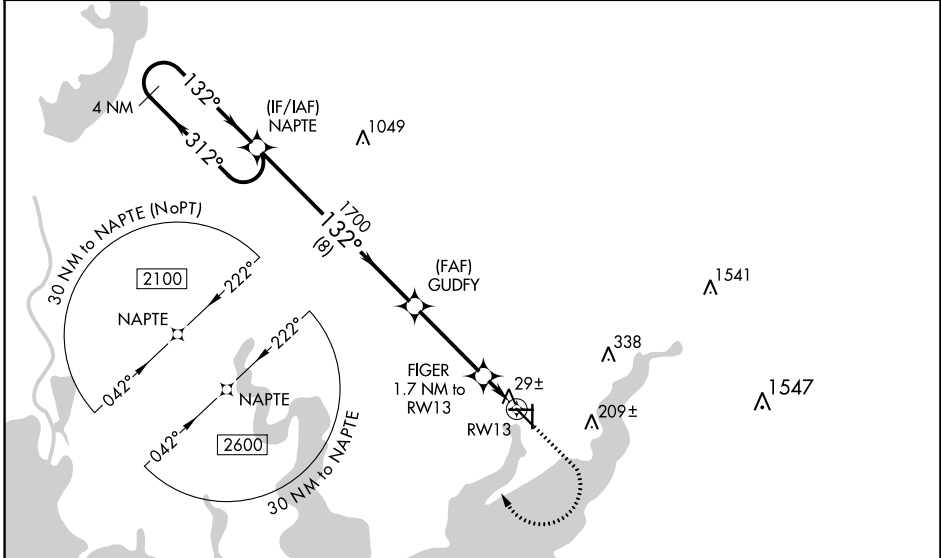 132°
4 NM
312°
(IF/IAF)
NAPTE
1049
1700
132°
(8)
30 NM to NAPTE (NoPT)
2100
222°
NAPTE
042°
222°
NAPTE
042°
2600
30 NM to NAPTE
(FAF)
GUDFY
1541
338
FIGER
1.7 NM to
RW13
29±
RW13
209±
1547